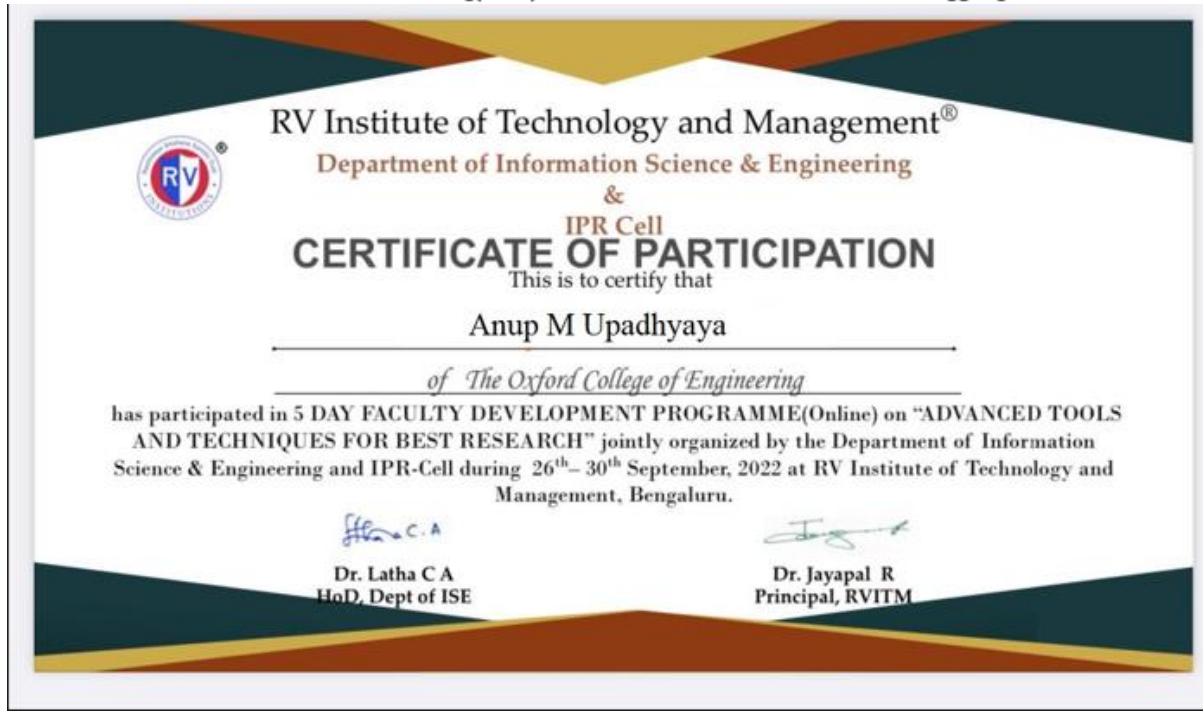 RV Institute of Technology and Management®
Department of Information Science & Engineering
&
IPR Cell
RV
®
INSTITUTIONS
CERTIFICATE OF PARTICIPATION
This is to certify that
Anup M Upadhyaya
of The Oxford College of Engineering
has participated in 5 DAY FACULTY DEVELOPMENT PROGRAMME(Online) on “ADVANCED TOOLS
AND TECHNIQUES FOR BEST RESEARCH” jointly organized by the Department of Information
Science & Engineering and IPR-Cell during 26th– 30th September, 2022 at RV Institute of Technology and
Management, Bengaluru.
C. A
Dr. Latha C A
HoD, Dept of ISE
Dr. Jayapal R
Principal, RVITM